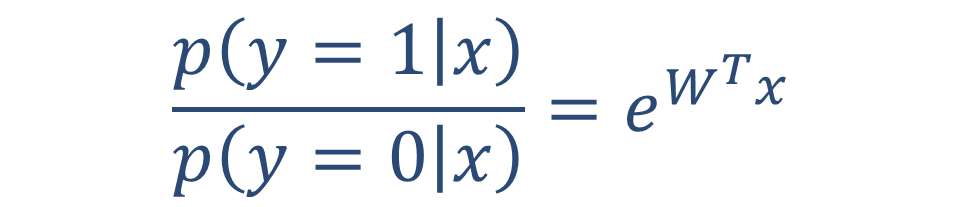 p(y = 1|x)
p(y = 0|x)
= e^{W^T x}